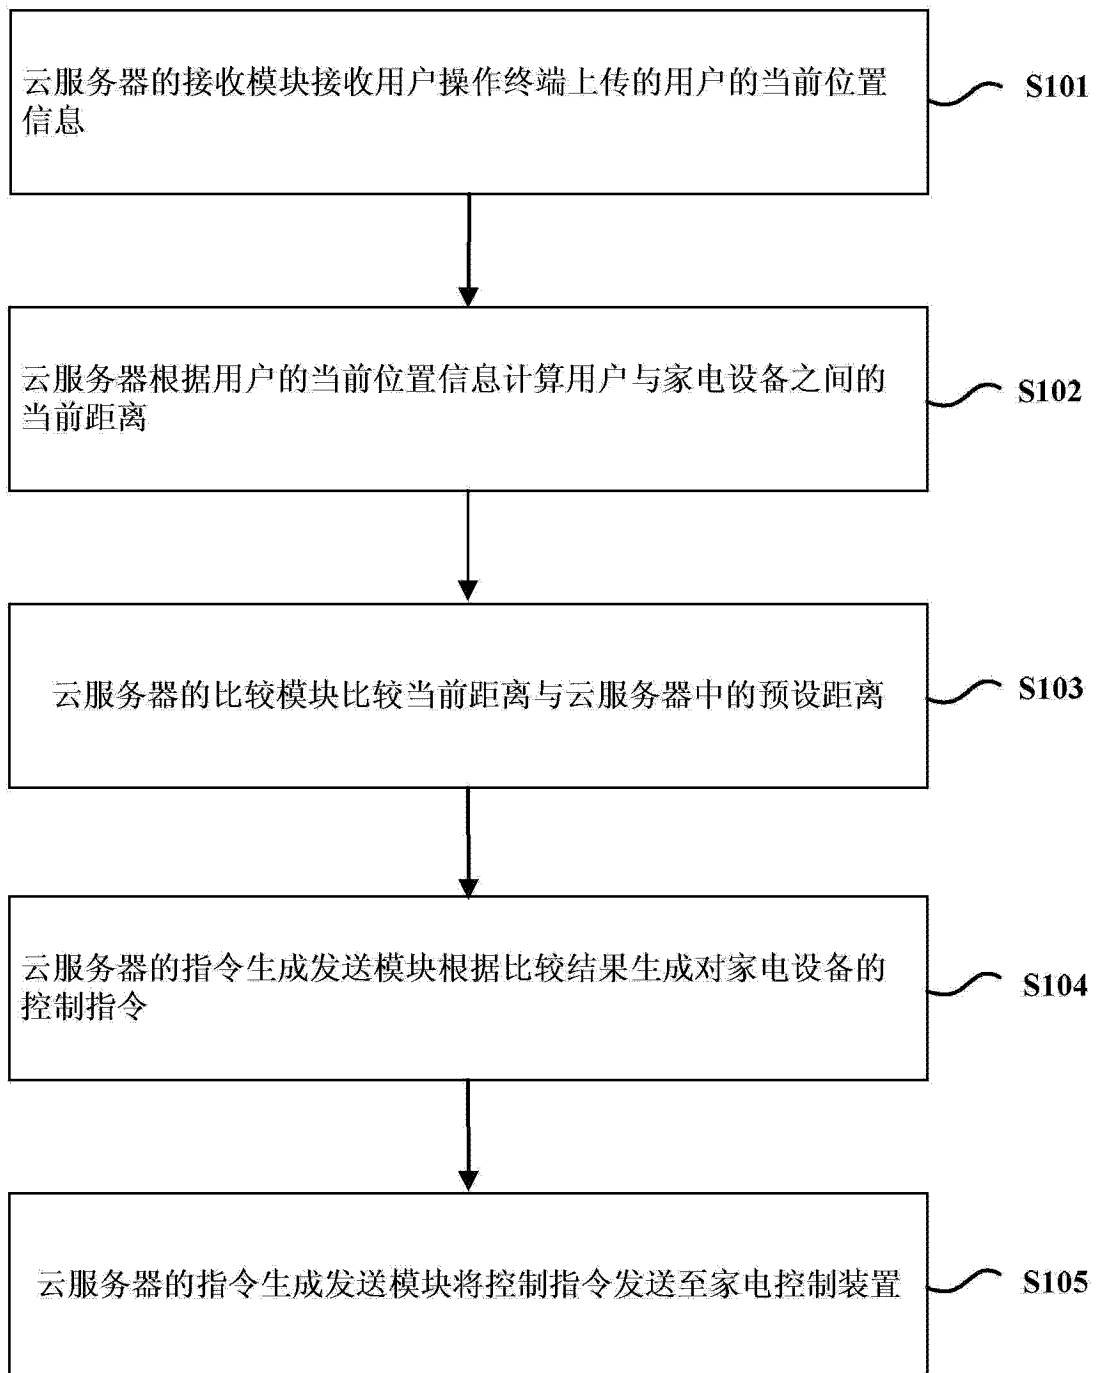 云服务器的接收模块接收用户操作终端上传的用户的当前位置
信息
S101
云服务器根据用户的当前位置信息计算用户与家电设备之间的
当前距离
S102
云服务器的比较模块比较当前距离与云服务器中的预设距离
S103
云服务器的指令生成发送模块根据比较结果生成对家电设备的
控制指令
S104
云服务器的指令生成发送模块将控制指令发送至家电控制装置
S105